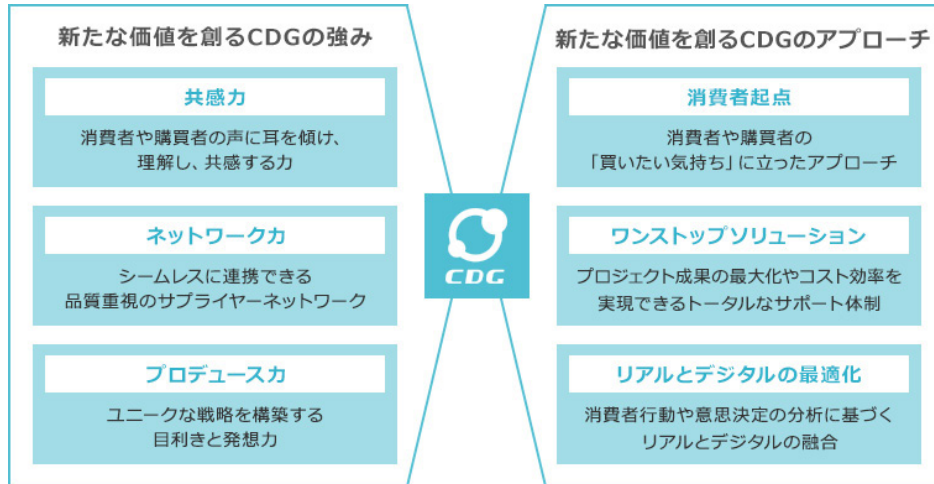 新たな価値を創るCDGの強み
共感力
消費者や購買者の声に耳を傾け、
理解し、共感する力
ネットワーク力
シームレスに連携できる
品質重視のサプライヤーネットワーク
プロデュース力
ユニークな戦略を構築する
目利きと発想力
CDG
新たな価値を創るCDGのアプローチ
消費者起点
消費者や購買者の
「買いたい気持ち」に立ったアプローチ
ワンストップソリューション
プロジェクト成果の最大化やコスト効率を
実現できるトータルなサポート体制
リアルとデジタルの最適化
消費者行動や意思決定の分析に基づく
リアルとデジタルの融合